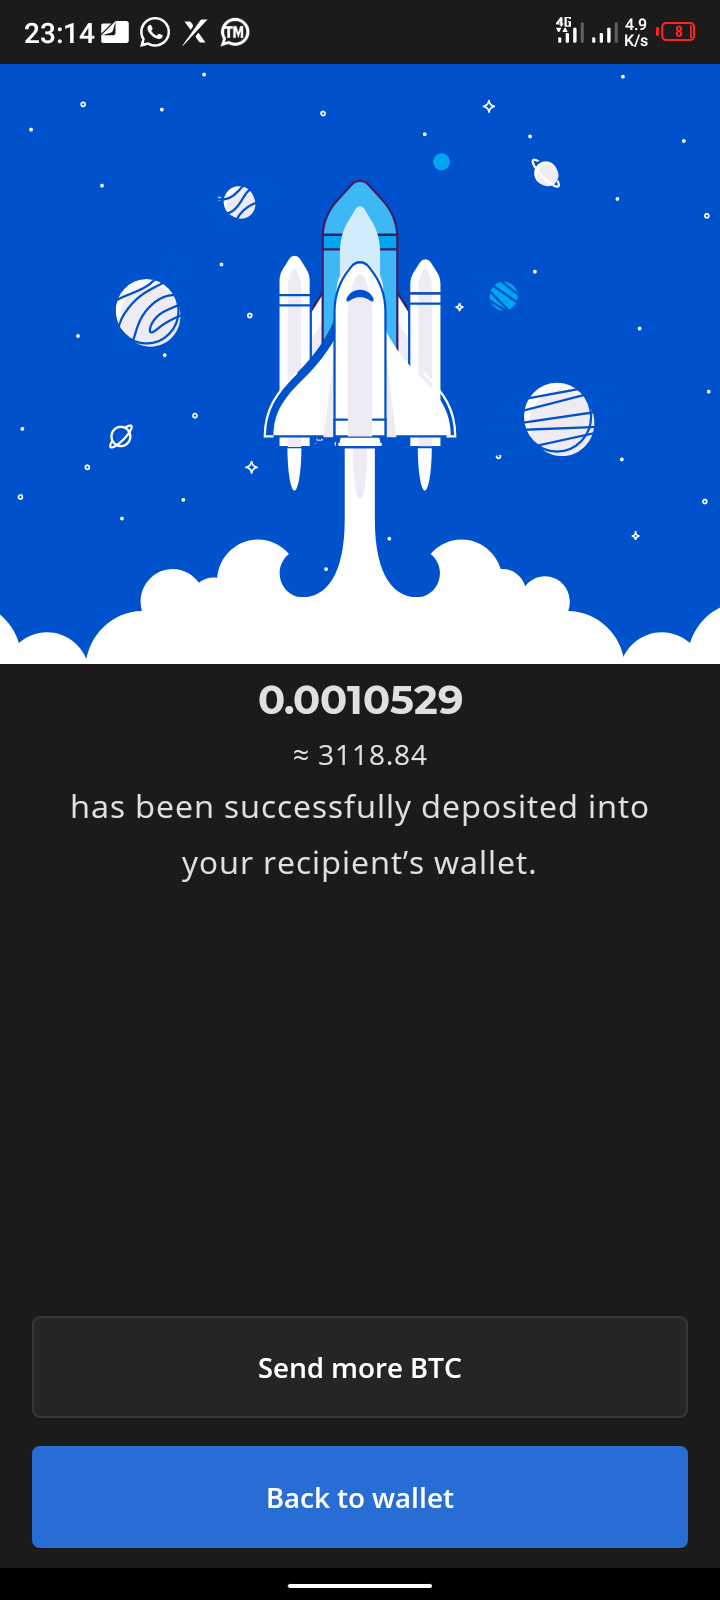 23:14
TM
4G
4.9
K/s
8
0.0010529
≈ 3118.84
has been successfully deposited into
your recipient’s wallet.
Send more BTC
Back to wallet